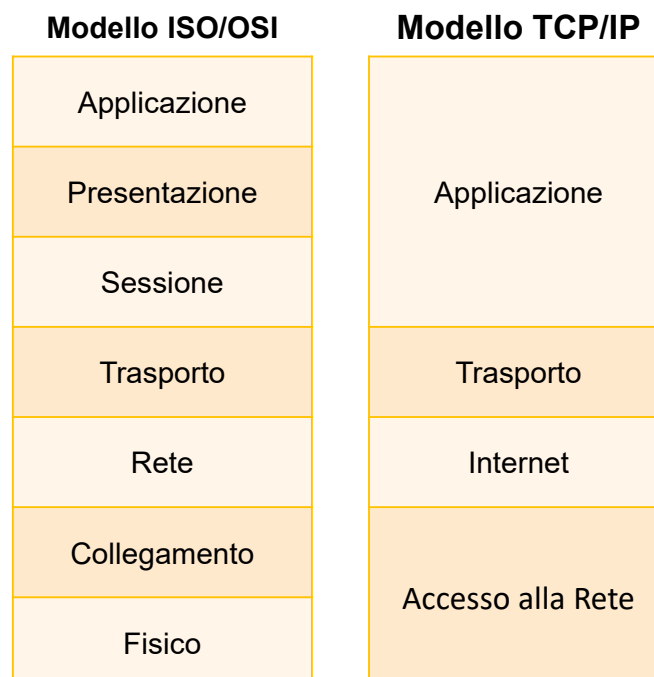 Modello ISO/OSI
Applicazione
Presentazione
Sessione
Trasporto
Rete
Collegamento
Fisico
Modello TCP/IP
Applicazione
Trasporto
Internet
Accesso alla Rete